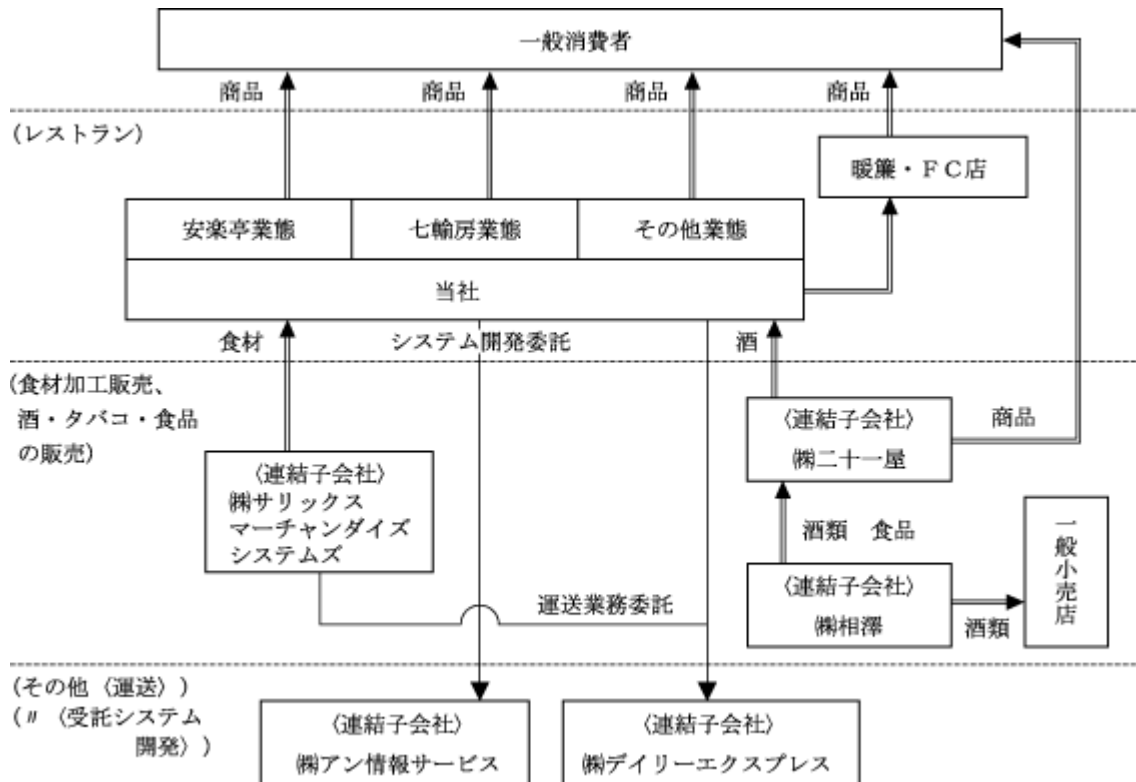 一般消費者
商品
商品
商品
商品
(レストラン)
暖簾・ＦＣ店
安楽亭業態
七輪房業態
その他業態
当社
食材
システム開発委託
酒
(食材加工販売、
酒・タバコ・食品
の販売)
〈連結子会社〉
㈱二十一屋
商品
〈連結子会社〉
㈱サリックス
マーチャンダイズ
システムズ
酒類　食品
一般小売店
運送業務委託
〈連結子会社〉
㈱相澤
酒類
(その他〈運送〉)
(〃〈受託システム
開発〉)
〈連結子会社〉
㈱アン情報サービス
〈連結子会社〉
㈱デイリーエクスプレス